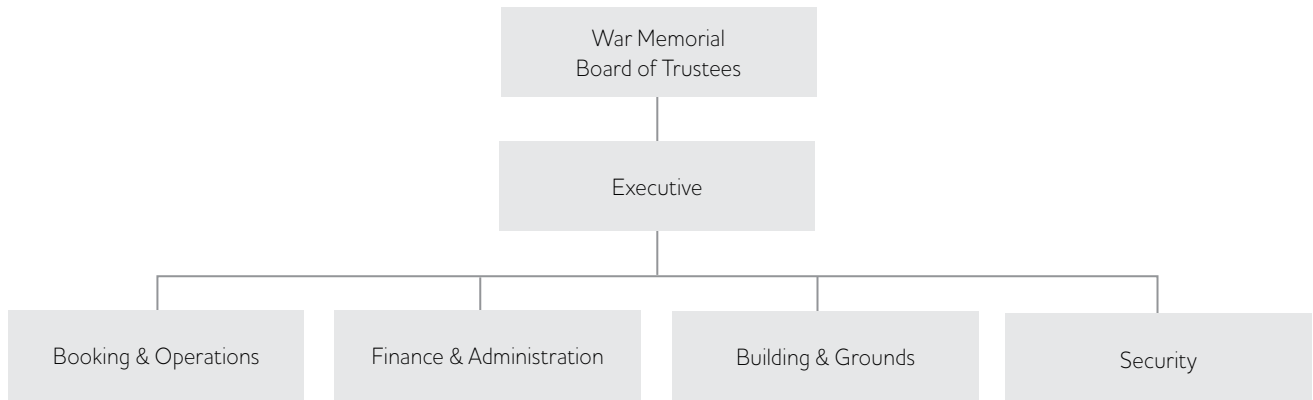 War Memorial
Board of Trustees
Executive
Booking & Operations
Finance & Administration
Building & Grounds
Security